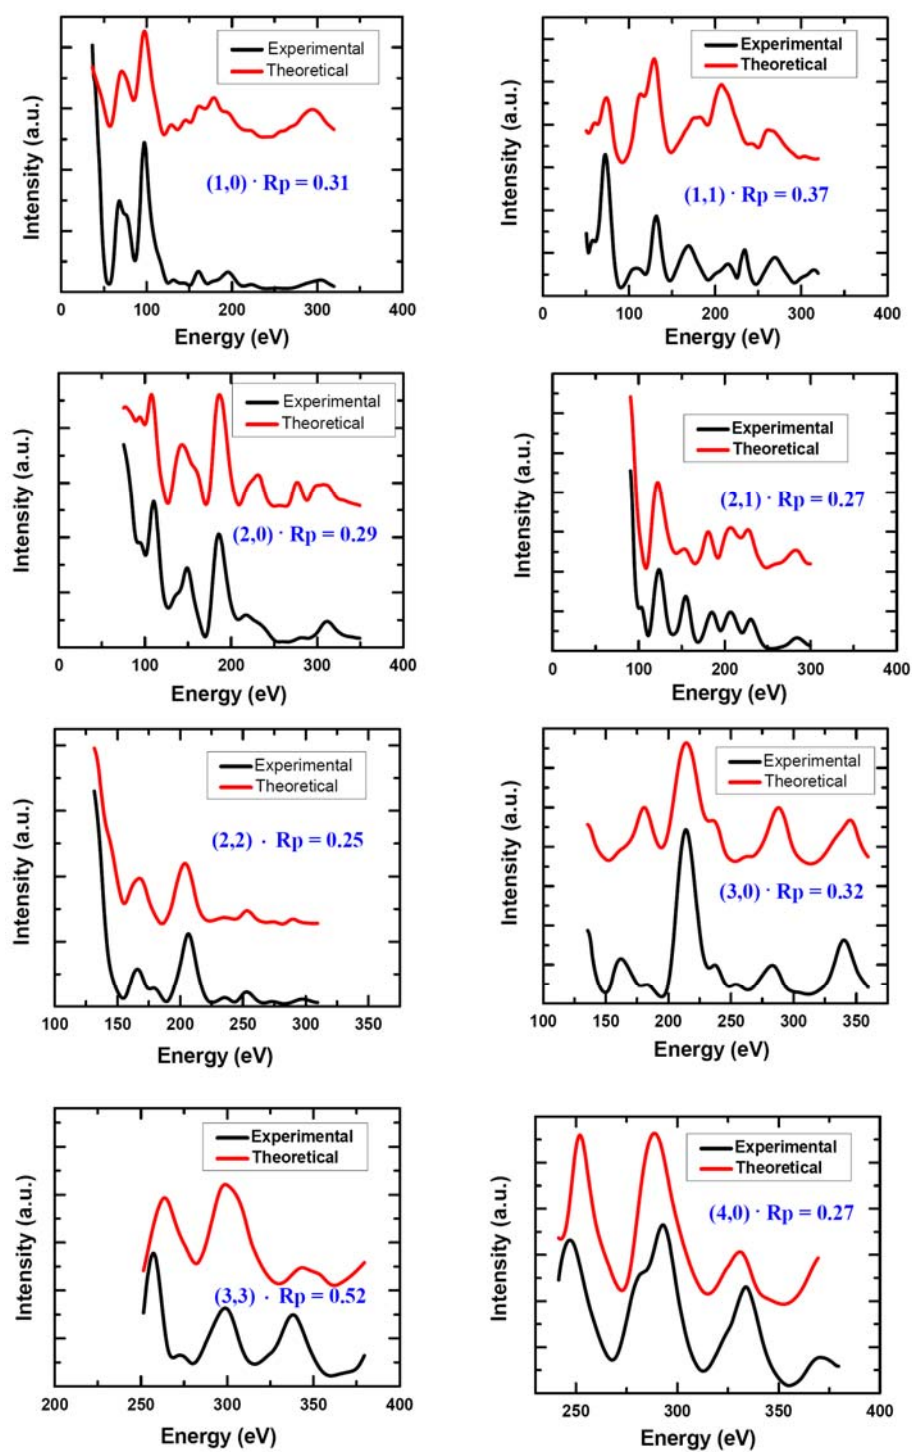 Intensity (a.u.)
Experimental
Theoretical
(1,0) · Rp = 0.31
0 100 200 300 400
Energy (eV)
Intensity (a.u.)
Experimental
Theoretical
(1,1) · Rp = 0.37
0 100 200 300 400
Energy (eV)
Intensity (a.u.)
Experimental
Theoretical
(2,0) · Rp = 0.29
0 100 200 300 400
Energy (eV)
Intensity (a.u.)
Experimental
Theoretical
(2,1) · Rp = 0.27
0 100 200 300 400
Energy (eV)
Intensity (a.u.)
Experimental
Theoretical
(2,2) · Rp = 0.25
100 150 200 250 300 350
Energy (eV)
Intensity (a.u.)
Experimental
Theoretical
(3,0) · Rp = 0.32
100 150 200 250 300 350
Energy (eV)
Intensity (a.u.)
Experimental
Theoretical
(3,3) · Rp = 0.52
200 250 300 350 400
Energy (eV)
Intensity (a.u.)
Experimental
Theoretical
(4,0) · Rp = 0.27
250 300 350 400
Energy (eV)